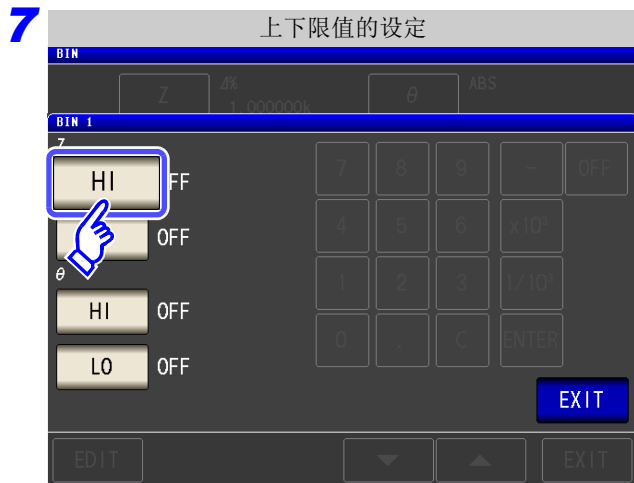 7 上下限值的设定
BIN
Z Δ% 1.000000k θ ABS
BIN 1
Z
HI FF
OFF
θ
HI OFF
LO OFF
7 8 9 - OFF
4 5 6 x10³
1 2 3 1/10³
0 . C ENTER
EXIT
EDIT EXIT